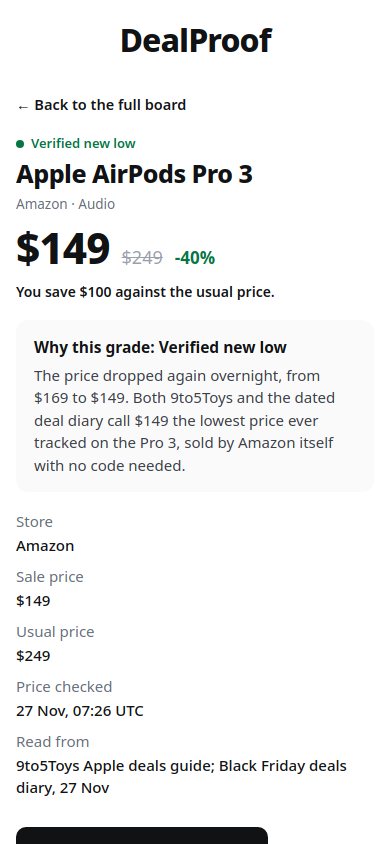 DealProof
← Back to the full board
Verified new low
Apple AirPods Pro 3
Amazon · Audio
$149 $249 -40%
You save $100 against the usual price.
Why this grade: Verified new low
The price dropped again overnight, from
$169 to $149. Both 9to5Toys and the dated
deal diary call $149 the lowest price ever
tracked on the Pro 3, sold by Amazon itself
with no code needed.
Store
Amazon
Sale price
$149
Usual price
$249
Price checked
27 Nov, 07:26 UTC
Read from
9to5Toys Apple deals guide; Black Friday deals
diary, 27 Nov